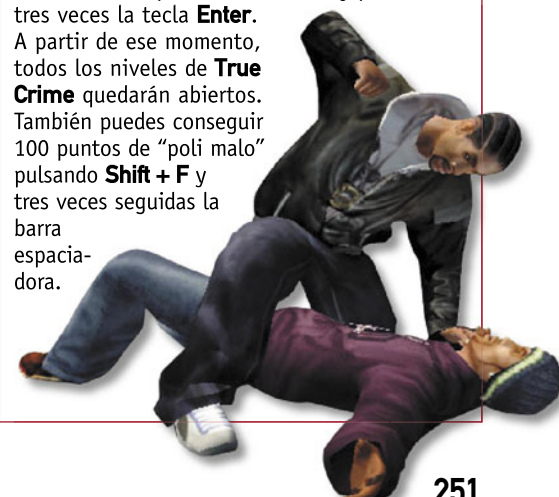 tres veces la tecla Enter.
A partir de ese momento,
todos los niveles de True
Crime quedarán abiertos.
También puedes conseguir
100 puntos de “poli malo”
pulsando Shift + F y
tres veces seguidas la
barra
espacia-
dora.
251